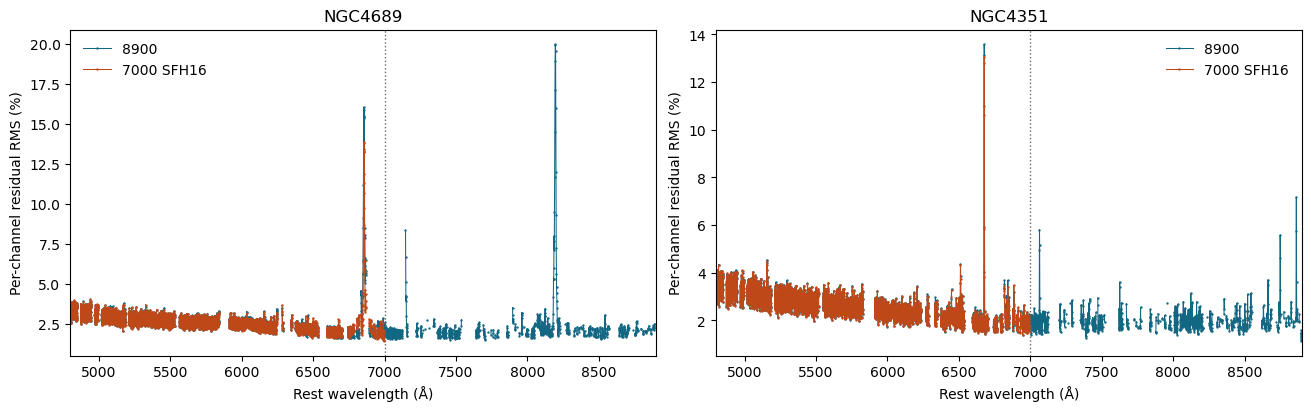 NGC4689
Per-channel residual RMS (%)
20.0
17.5
15.0
12.5
10.0
7.5
5.0
2.5
8900
7000 SFH16
5000 5500 6000 6500 7000 7500 8000 8500
Rest wavelength (Å)
NGC4351
Per-channel residual RMS (%)
14
12
10
8
6
4
2
8900
7000 SFH16
5000 5500 6000 6500 7000 7500 8000 8500
Rest wavelength (Å)